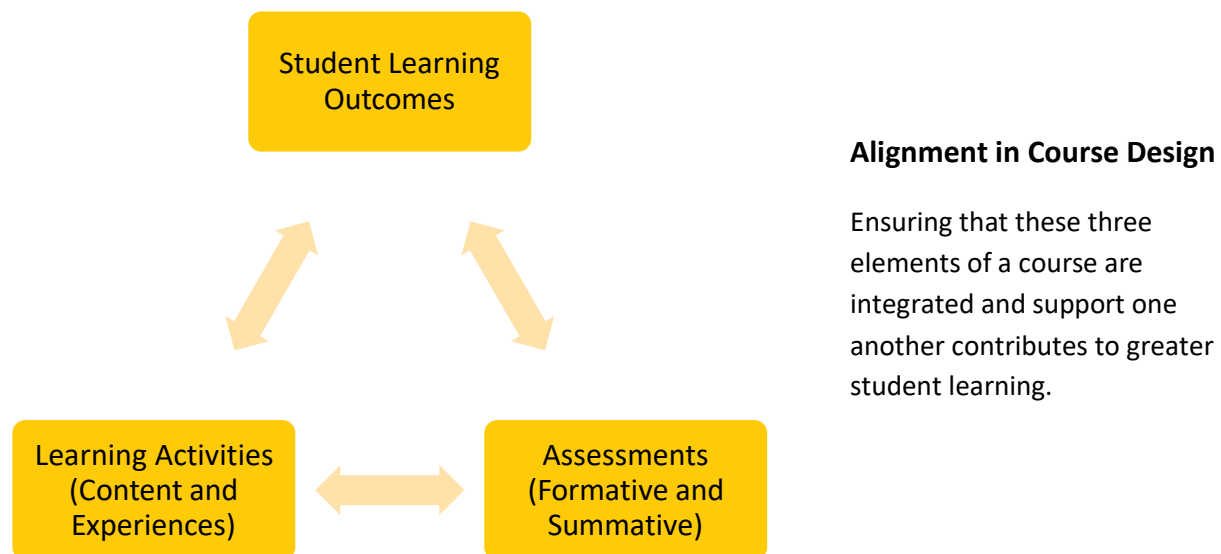 Student Learning
Outcomes
Alignment in Course Design
Ensuring that these three
elements of a course are
integrated and support one
another contributes to greater
student learning.
Learning Activities
(Content and
Experiences)
Assessments
(Formative and
Summative)